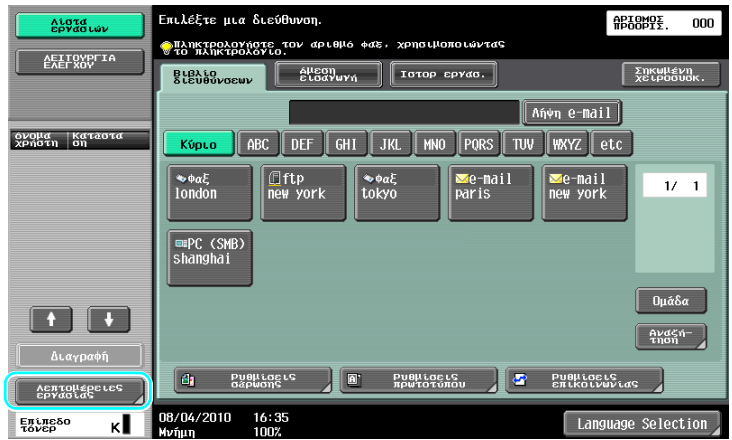 Λίστα
εργασιών
ΛΕΙΤΟΥΡΓΙΑ
ΕΛΕΓΧΟΥ
όνομα
χρήστη
Κατάστα
ση
Διαγραφή
Λεπτομέρειες
εργασίας
Επίπεδο
τόνερ
K
Επιλέξτε μια διεύθυνση.
Πληκτρολογήστε τον αριθμό φαξ, χρησιμοποιώντας
το πληκτρολόγιο.
ΑΡΙΘΜΟΣ
ΠΡΟΟΡΙΣ.
000
Βιβλίο
διευθύνσεων
Άμεση
εισαγωγή
Ιστορ εργασ.
Σηκωμένη
χειροσυσκ.
Λήψη e-mail
Κύριο ABC DEF GHI JKL MNO PQRS TUV WXYZ etc
Φαξ
london
ftp
new york
Φαξ
tokyo
e-mail
paris
e-mail
new york
1/ 1
PC (SMB)
shanghai
Ομάδα
Αναζή-
τηση
Ρυθμίσεις
σάρωσης
Ρυθμίσεις
πρωτοτύπου
Ρυθμίσεις
επικοινωνίας
08/04/2010 16:35
Μνήμη 100%
Language Selection